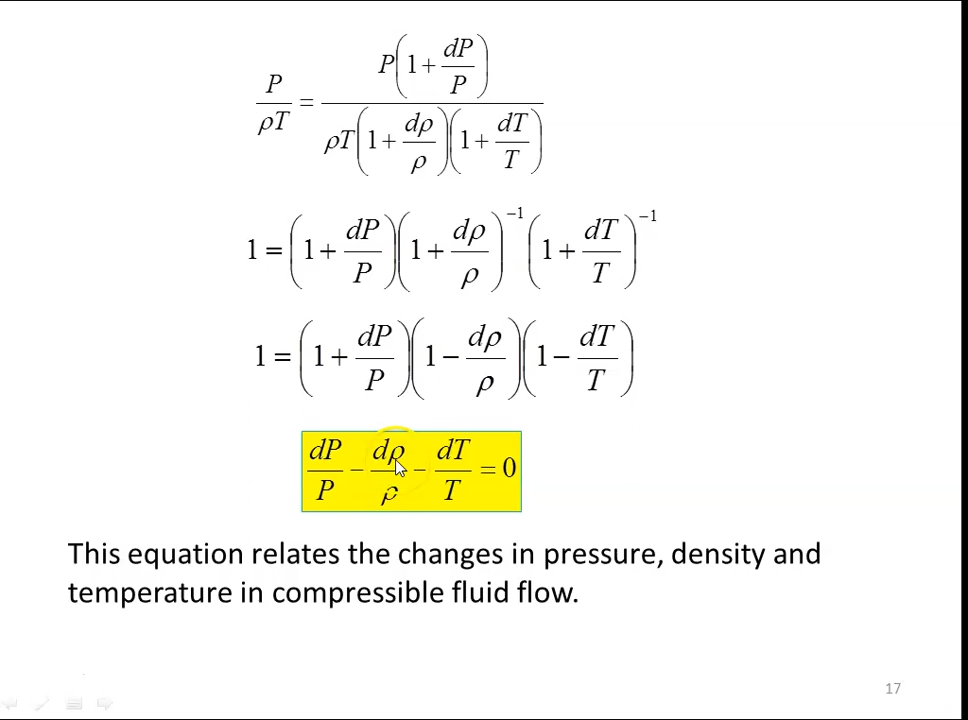 P/(ρT) = P(1 + dP/P) / (ρT(1 + dρ/ρ)(1 + dT/T))
1 = (1 + dP/P)(1 + dρ/ρ)⁻¹(1 + dT/T)⁻¹
1 = (1 + dP/P)(1 − dρ/ρ)(1 − dT/T)
dP/P − dρ/ρ − dT/T = 0
This equation relates the changes in pressure, density and
temperature in compressible fluid flow.
17